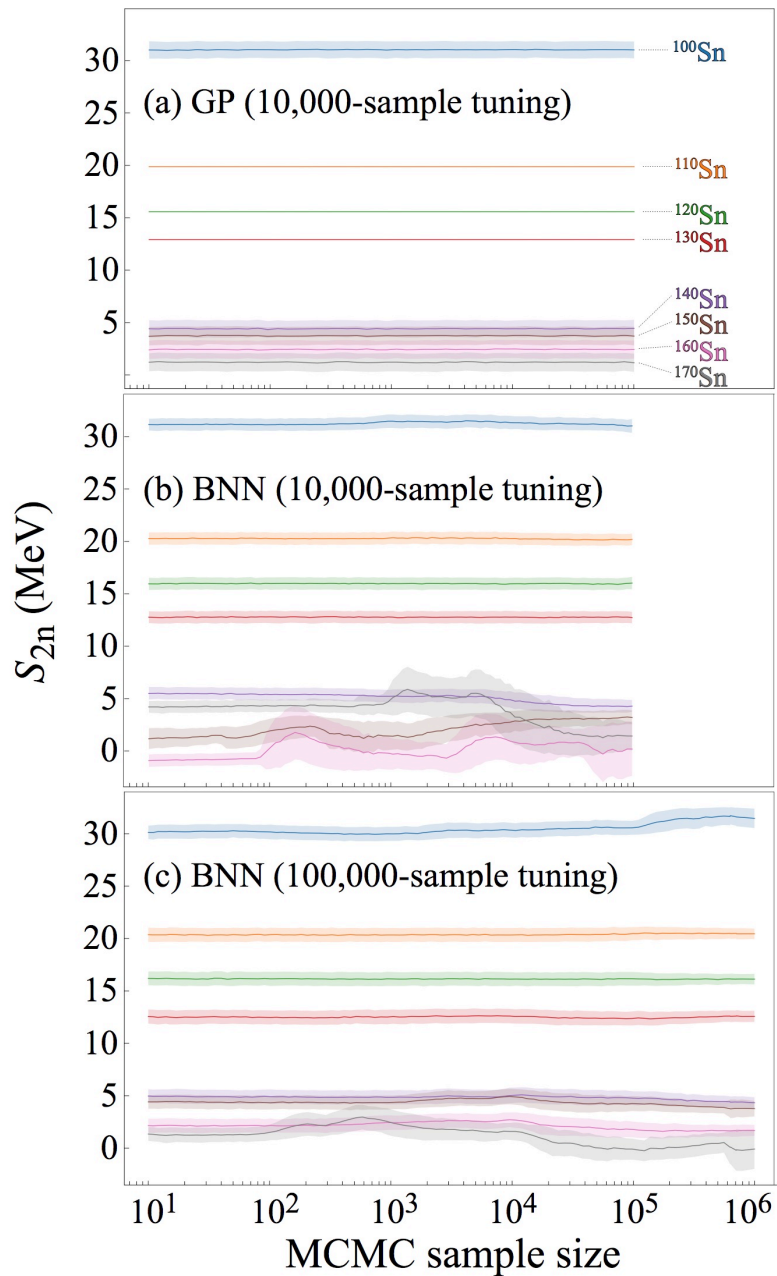 30
25
20
15
10
5
(a) GP (10,000-sample tuning)
¹⁰⁰Sn
¹¹⁰Sn
¹²⁰Sn
¹³⁰Sn
¹⁴⁰Sn
¹⁵⁰Sn
¹⁶⁰Sn
¹⁷⁰Sn
30
25
20
15
10
5
0
(b) BNN (10,000-sample tuning)
S₂ₙ (MeV)
30
25
20
15
10
5
0
(c) BNN (100,000-sample tuning)
10¹ 10² 10³ 10⁴ 10⁵ 10⁶
MCMC sample size